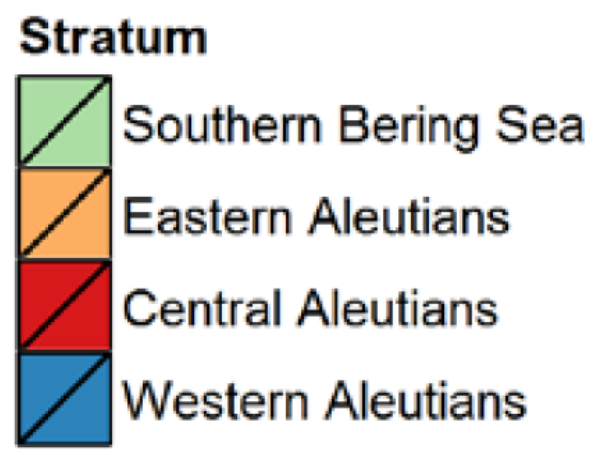 Stratum
Southern Bering Sea
Eastern Aleutians
Central Aleutians
Western Aleutians